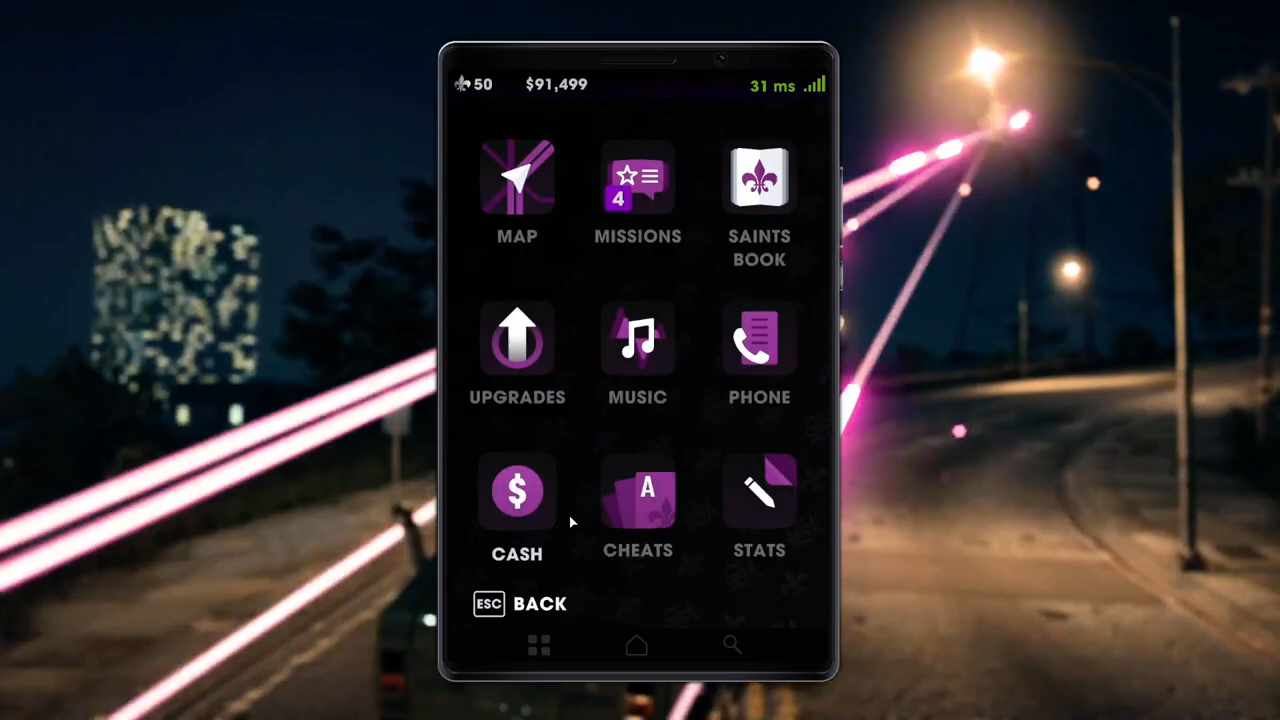 50 $91,499 31 ms
MAP
MISSIONS
4
SAINTS
BOOK
UPGRADES
MUSIC
PHONE
$
CASH
A
CHEATS
STATS
ESC BACK